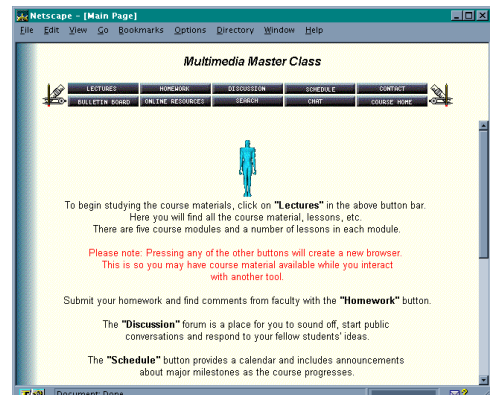 Netscape - [Main Page]
File Edit View Go Bookmarks Options Directory Window Help
Multimedia Master Class
LECTURES HOMEWORK DISCUSSION SCHEDULE CONTACT
BULLETIN BOARD ONLINE RESOURCES SEARCH CHAT COURSE HOME
To begin studying the course materials, click on "Lectures" in the above button bar.
Here you will find all the course material, lessons, etc.
There are five course modules and a number of lessons in each module.
Please note: Pressing any of the other buttons will create a new browser.
This is so you may have course material available while you interact
with another tool.
Submit your homework and find comments from faculty with the "Homework" button.
The "Discussion" forum is a place for you to sound off, start public
conversations and respond to your fellow students' ideas.
The "Schedule" button provides a calendar and includes announcements
about major milestones as the course progresses.
Document: Done